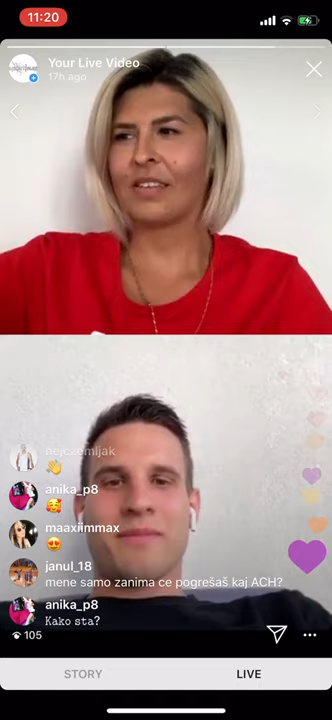 11:20
Your Live Video
17h ago
nejczemljak
👏
anika_p8
🥰
maaxiimmax
😍
janul_18
mene samo zanima ce pogrešaš kaj ACH?
anika_p8
Kako sta?
105
STORY
LIVE